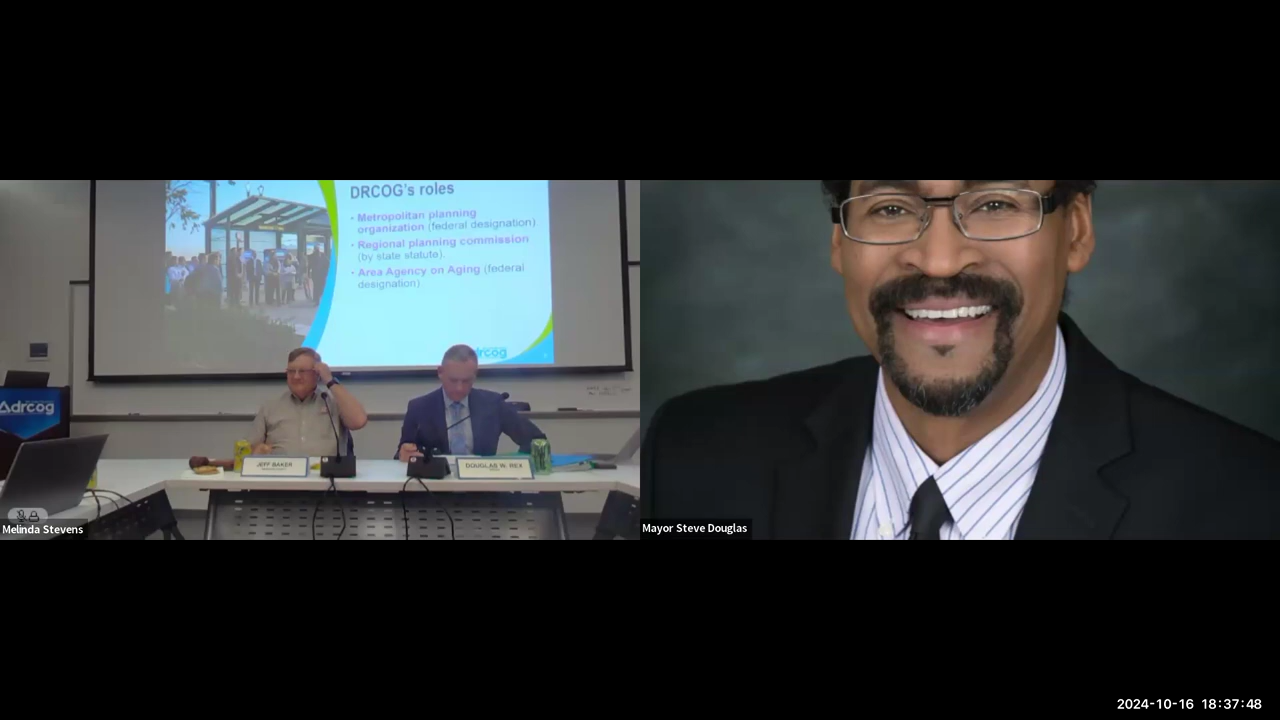 DRCOG's roles
· Metropolitan planning
organization (federal designation)
· Regional planning commission
(by state statute).
· Area Agency on Aging (federal
designation)
drcog
drcog
JEFF BAKER
DOUGLAS W. REX
Melinda Stevens
Mayor Steve Douglas
2024-10-16 18:37:48